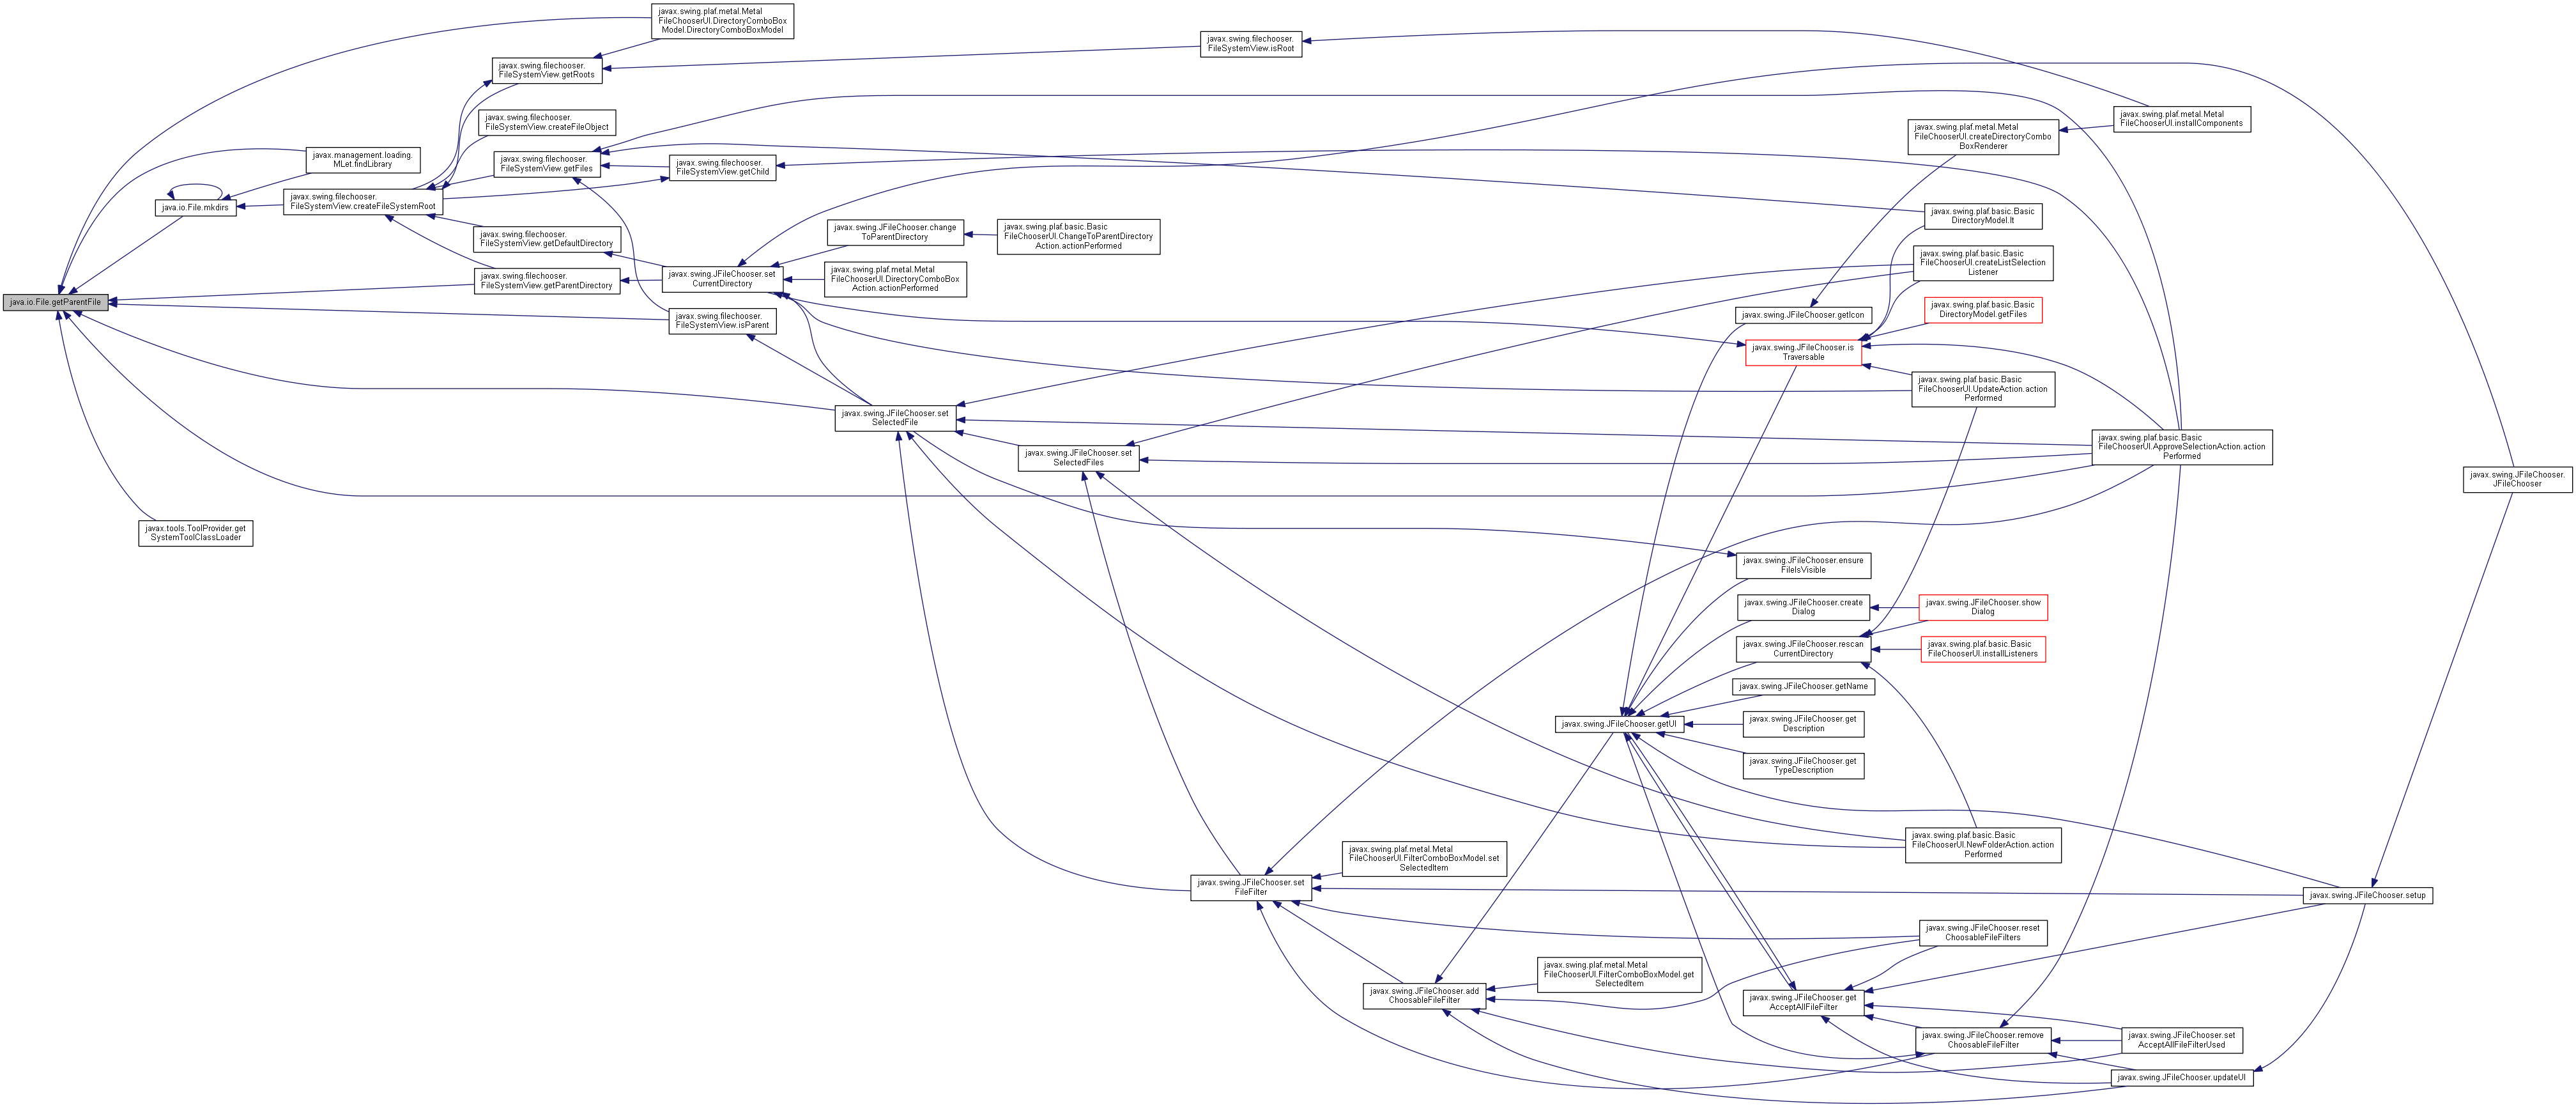 javax.swing.plaf.metal.Metal
FileChooserUI.DirectoryComboBox
Model.DirectoryComboBoxModel
javax.swing.filechooser.
FileSystemView.isRoot
javax.swing.filechooser.
FileSystemView.getRoots
javax.swing.filechooser.
FileSystemView.createFileObject
javax.swing.plaf.metal.Metal
FileChooserUI.installComponents
javax.swing.plaf.metal.Metal
FileChooserUI.createDirectoryCombo
BoxRenderer
javax.management.loading.
MLet.findLibrary
javax.swing.filechooser.
FileSystemView.getFiles
javax.swing.filechooser.
FileSystemView.getChild
java.io.File.mkdirs
javax.swing.filechooser.
FileSystemView.createFileSystemRoot
javax.swing.plaf.basic.Basic
DirectoryModel.lt
javax.swing.filechooser.
FileSystemView.getDefaultDirectory
javax.swing.JFileChooser.change
ToParentDirectory
javax.swing.plaf.basic.Basic
FileChooserUI.ChangeToParentDirectory
Action.actionPerformed
javax.swing.plaf.basic.Basic
FileChooserUI.createListSelection
Listener
javax.swing.filechooser.
FileSystemView.getParentDirectory
javax.swing.JFileChooser.set
CurrentDirectory
javax.swing.plaf.metal.Metal
FileChooserUI.DirectoryComboBox
Action.actionPerformed
java.io.File.getParentFile
javax.swing.filechooser.
FileSystemView.isParent
javax.swing.JFileChooser.getIcon
javax.swing.plaf.basic.Basic
DirectoryModel.getFiles
javax.swing.JFileChooser.is
Traversable
javax.swing.plaf.basic.Basic
FileChooserUI.UpdateAction.action
Performed
javax.swing.JFileChooser.set
SelectedFile
javax.swing.JFileChooser.set
SelectedFiles
javax.swing.plaf.basic.Basic
FileChooserUI.ApproveSelectionAction.action
Performed
javax.swing.JFileChooser.
JFileChooser
javax.tools.ToolProvider.get
SystemToolClassLoader
javax.swing.JFileChooser.ensure
FileIsVisible
javax.swing.JFileChooser.create
Dialog
javax.swing.JFileChooser.show
Dialog
javax.swing.JFileChooser.rescan
CurrentDirectory
javax.swing.plaf.basic.Basic
FileChooserUI.installListeners
javax.swing.JFileChooser.getName
javax.swing.JFileChooser.getUI
javax.swing.JFileChooser.get
Description
javax.swing.JFileChooser.get
TypeDescription
javax.swing.plaf.basic.Basic
FileChooserUI.NewFolderAction.action
Performed
javax.swing.plaf.metal.Metal
FileChooserUI.FilterComboBoxModel.set
SelectedItem
javax.swing.JFileChooser.set
FileFilter
javax.swing.JFileChooser.setup
javax.swing.JFileChooser.reset
ChoosableFileFilters
javax.swing.plaf.metal.Metal
FileChooserUI.FilterComboBoxModel.get
SelectedItem
javax.swing.JFileChooser.add
ChoosableFileFilter
javax.swing.JFileChooser.get
AcceptAllFileFilter
javax.swing.JFileChooser.remove
ChoosableFileFilter
javax.swing.JFileChooser.set
AcceptAllFileFilterUsed
javax.swing.JFileChooser.updateUI